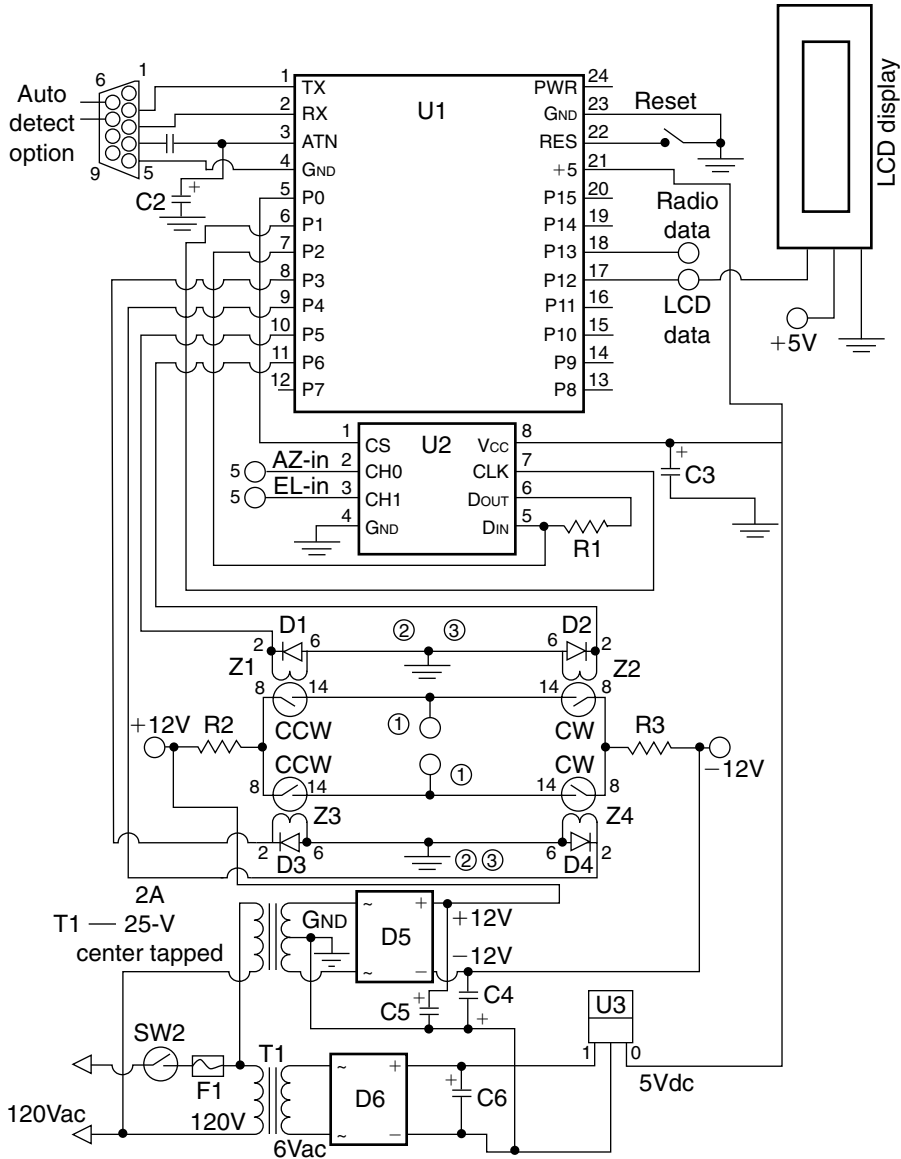 Auto
detect
option
6
1
9
5
C2
+
1 TX
2 RX
3 ATN
4 GND
5 P0
6 P1
7 P2
8 P3
9 P4
10 P5
11 P6
12 P7
U1
PWR 24
GND 23
RES 22
+5 21
P15 20
P14 19
P13 18
P12 17
P11 16
P10 15
P9 14
P8 13
Reset
Radio
data
LCD
data
LCD display
+5V
U2
1 CS
5 AZ-in 2 CH0
5 EL-in 3 CH1
4 GND
VCC 8
CLK 7
DOUT 6
DIN 5
R1
+
C3
2 D1 6
② ③
6 D2 2
Z1
Z2
8 14
14 8
CCW
①
CW
+12V
R2
R3
−12V
CCW
①
CW
8 14
14 8
Z3
Z4
2 D3 6
②③
6 D4 2
2A
T1 — 25-V
center tapped
GND
~ +
D5
~ −
+12V
−12V
+
C5
C4
+
SW2
F1
T1
120Vac
120V
6Vac
~ +
D6
~ −
+
C6
U3
1 0
5Vdc